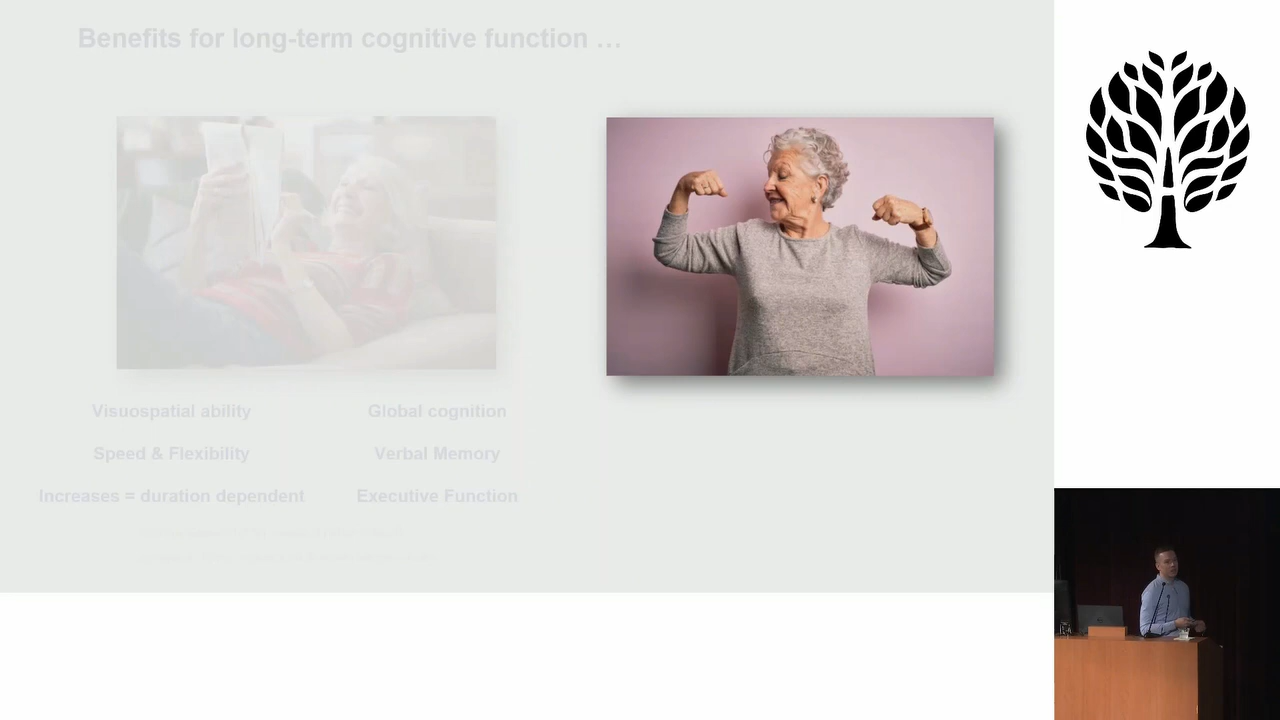 Benefits for long-term cognitive function …
Visuospatial ability
Global cognition
Speed & Flexibility
Verbal Memory
Increases = duration dependent
Executive Function